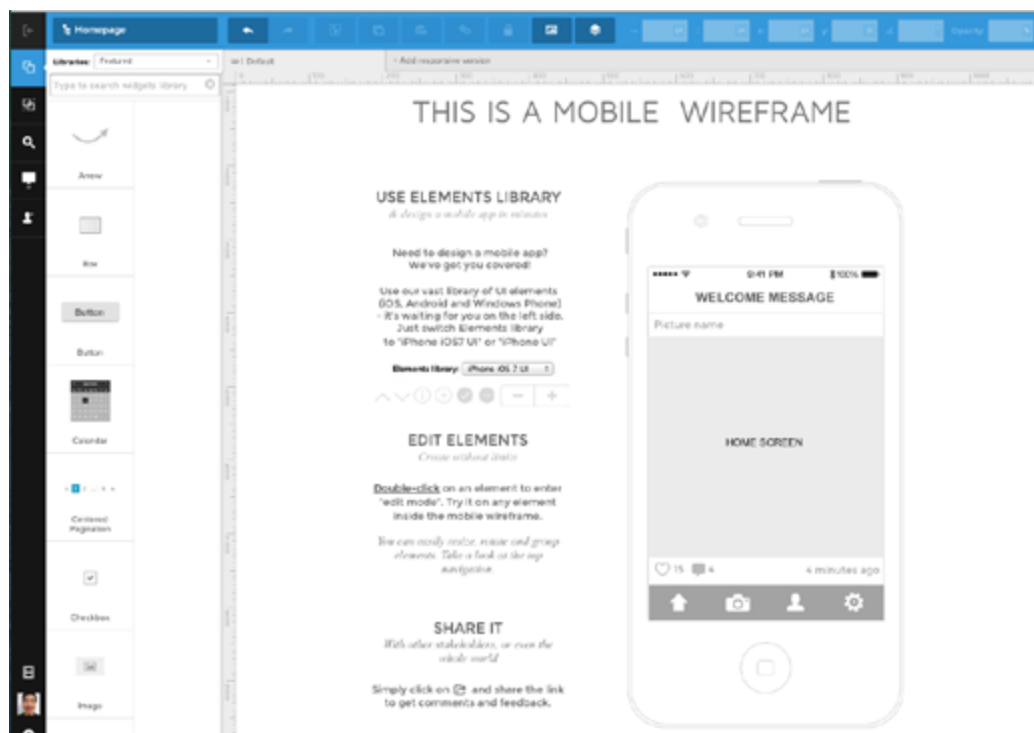 Homepage
Opacity
Libraries: Featured
Default
+ Add responsive version
Type to search widgets library
THIS IS A MOBILE WIREFRAME
Arrow
Box
Button
Button
Calendar
Centered
Pagination
Checkbox
Image
USE ELEMENTS LIBRARY
& design a mobile app in minutes
Need to design a mobile app?
We've got you covered!
Use our vast library of UI elements
(iOS, Android and Windows Phone)
- it's waiting for you on the left side.
Just switch Elements library
to "iPhone iOS7 UI" or "iPhone UI"
Elements library: iPhone iOS 7 UI
EDIT ELEMENTS
Create without limits
Double-click on an element to enter
"edit mode". Try it on any element
inside the mobile wireframe.
You can easily resize, rotate and group
elements. Take a look at the top
navigation.
SHARE IT
With other stakeholders, or even the
whole world
Simply click on and share the link
to get comments and feedback.
9:41 PM 100%
WELCOME MESSAGE
Picture name
HOME SCREEN
15 4 4 minutes ago